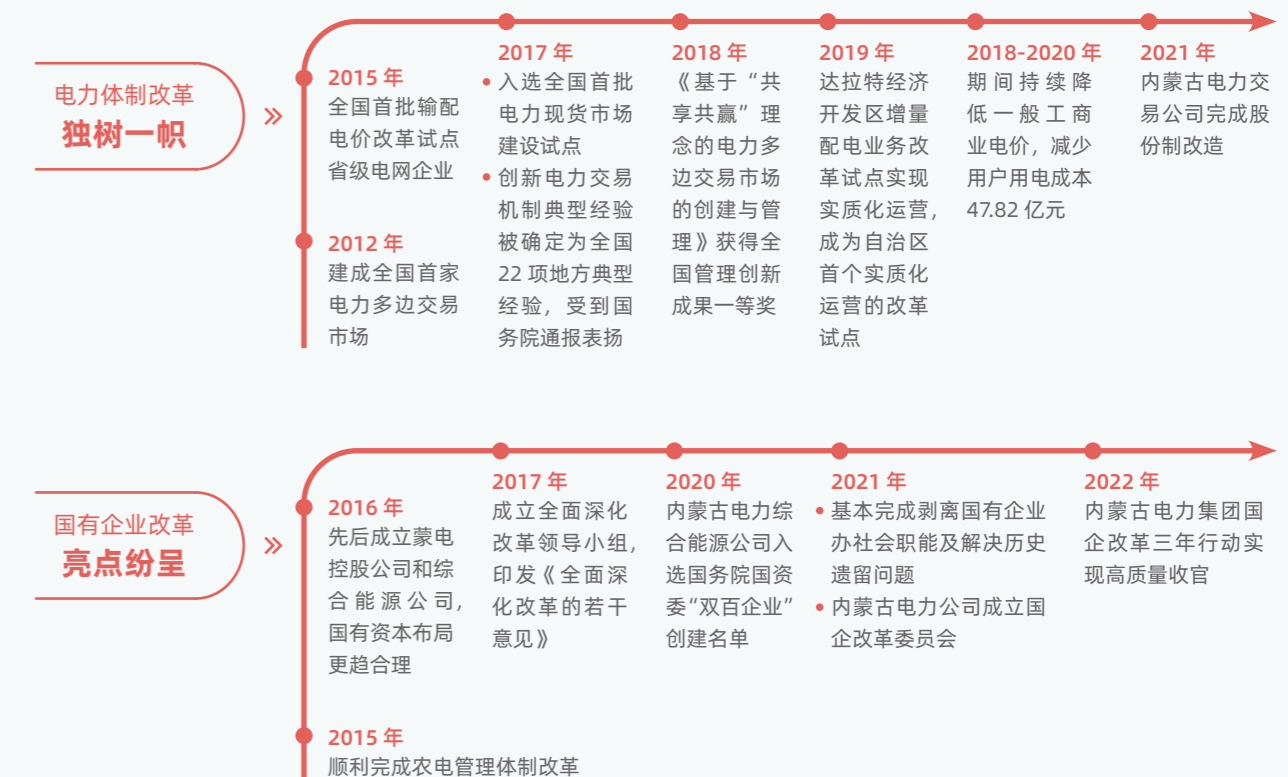 电力体制改革
独树一帜
2015 年
全国首批输配
电价改革试点
省级电网企业
2012 年
建成全国首家
电力多边交易
市场
2017 年
• 入选全国首批
电力现货市场
建设试点
• 创新电力交易
机制典型经验
被确定为全国
22 项地方典型
经验，受到国
务院通报表扬
2018 年
《基于“共
享共赢”理
念的电力多
边交易市场
的创建与管
理》获得全
国管理创新
成果一等奖
2019 年
达拉特经济
开发区增量
配电业务改
革试点实现
实质化运营，
成为自治区
首个实质化
运营的改革
试点
2018-2020 年
期间持续降
低一般工商
业电价，减少
用户用电成本
47.82 亿元
2021 年
内蒙古电力交
易公司完成股
份制改造
国有企业改革
亮点纷呈
2016 年
先后成立蒙电
控股公司和综
合能源公司，
国有资本布局
更趋合理
2015 年
顺利完成农电管理体制改革
2017 年
成立全面深化
改革领导小组，
印发《全面深
化改革的若干
意见》
2020 年
内蒙古电力综
合能源公司入
选国务院国资
委“双百企业”
创建名单
2021 年
• 基本完成剥离国有企业
办社会职能及解决历史
遗留问题
• 内蒙古电力公司成立国
企改革委员会
2022 年
内蒙古电力集团国
企改革三年行动实
现高质量收官